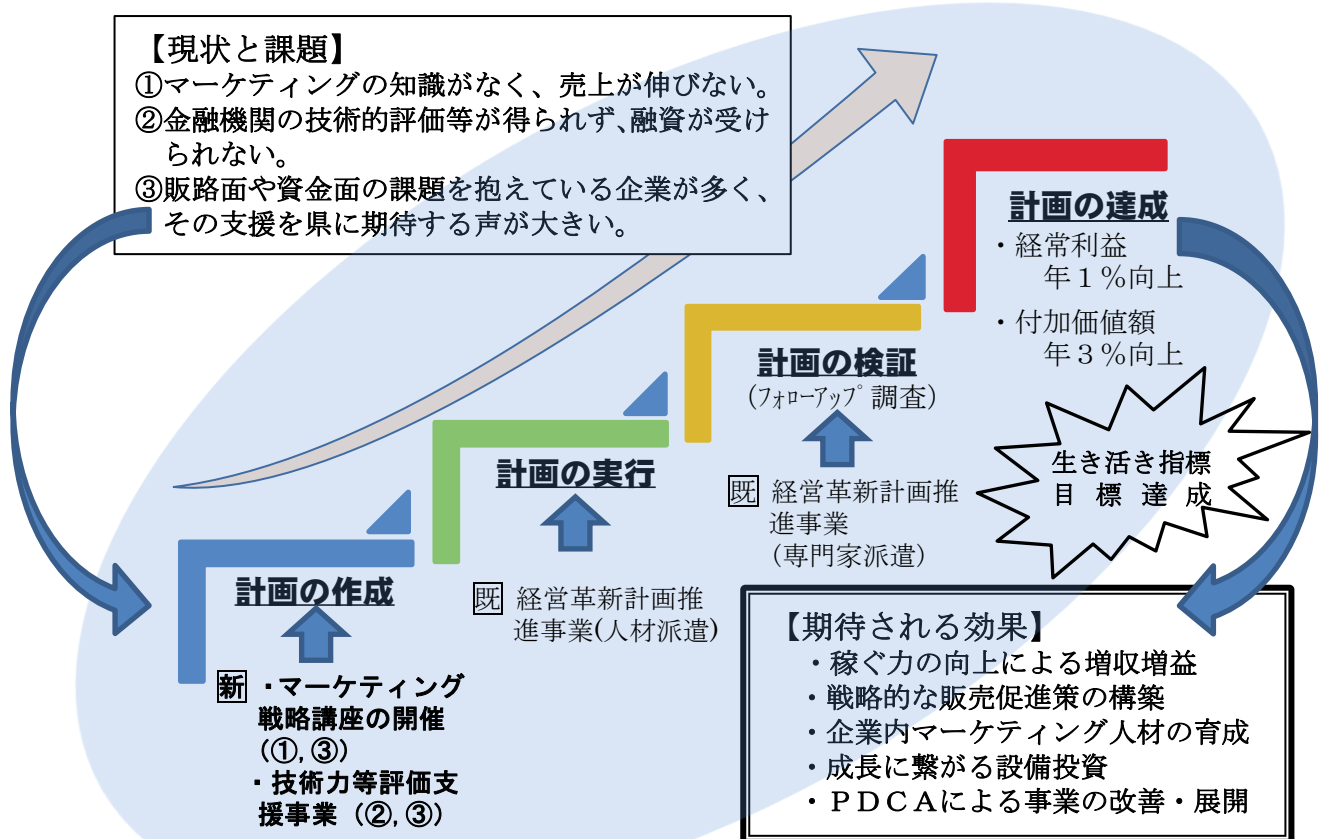 【現状と課題】
①マーケティングの知識がなく、売上が伸びない。
②金融機関の技術的評価等が得られず、融資が受け
られない。
③販路面や資金面の課題を抱えている企業が多く、
その支援を県に期待する声が大きい。
計画の達成
・経常利益
年１％向上
・付加価値額
年３％向上
計画の検証
(ﾌｫﾛｰｱｯﾌﾟ調査)
既 経営革新計画推
進事業
(専門家派遣)
生き活き指標
目標達成
計画の実行
既 経営革新計画推
進事業(人材派遣)
計画の作成
新 ・マーケティング
戦略講座の開催
(①,③)
・技術力等評価支
援事業（②,③）
【期待される効果】
・稼ぐ力の向上による増収増益
・戦略的な販売促進策の構築
・企業内マーケティング人材の育成
・成長に繋がる設備投資
・ＰＤＣＡによる事業の改善・展開